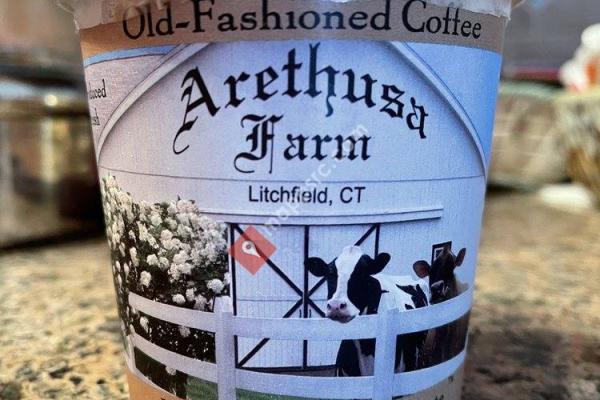 Old-Fashioned Coffee
Arethusa
Farm
Litchfield, CT